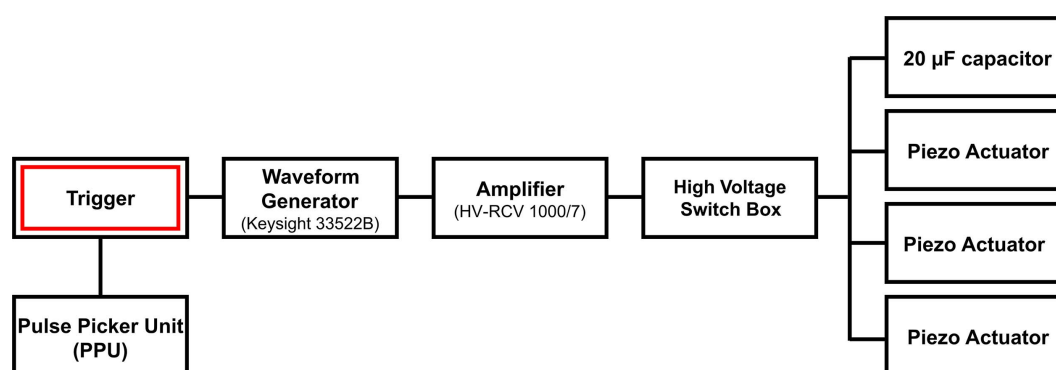 Trigger
Waveform
Generator
(Keysight 33522B)
Amplifier
(HV-RCV 1000/7)
High Voltage
Switch Box
20 µF capacitor
Piezo Actuator
Piezo Actuator
Piezo Actuator
Pulse Picker Unit
(PPU)